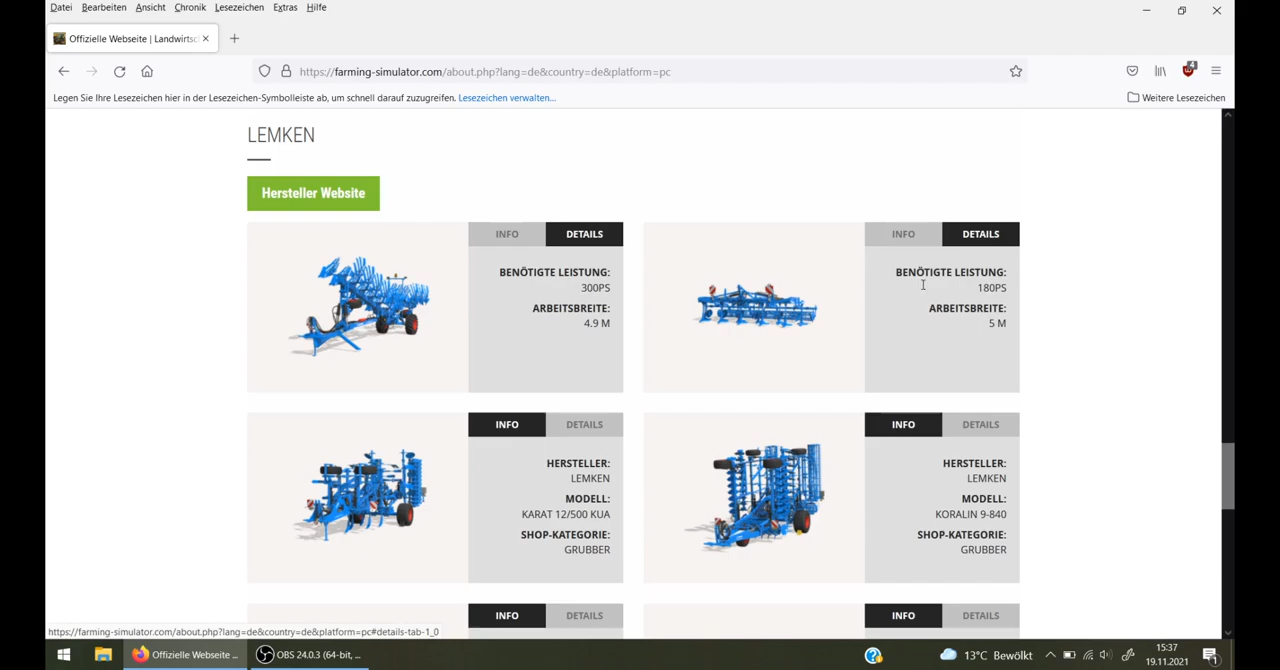 Datei Bearbeiten Ansicht Chronik Lesezeichen Extras Hilfe
Offizielle Webseite | Landwirtsc
https://farming-simulator.com/about.php?lang=de&country=de&platform=pc
4
Legen Sie Ihre Lesezeichen hier in der Lesezeichen-Symbolleiste ab, um schnell darauf zuzugreifen. Lesezeichen verwalten...
Weitere Lesezeichen
LEMKEN
Hersteller Website
INFO DETAILS
BENÖTIGTE LEISTUNG:
300PS
ARBEITSBREITE:
4.9 M
INFO DETAILS
BENÖTIGTE LEISTUNG:
180PS
ARBEITSBREITE:
5 M
INFO DETAILS
HERSTELLER:
LEMKEN
MODELL:
KARAT 12/500 KUA
SHOP-KATEGORIE:
GRUBBER
INFO DETAILS
HERSTELLER:
LEMKEN
MODELL:
KORALIN 9-840
SHOP-KATEGORIE:
GRUBBER
INFO DETAILS
INFO DETAILS
https://farming-simulator.com/about.php?lang=de&country=de&platform=pc#details-tab-1_0
Offizielle Webseite ...
OBS 24.0.3 (64-bit, ...
13°C Bewölkt
15:37
19.11.2021
1